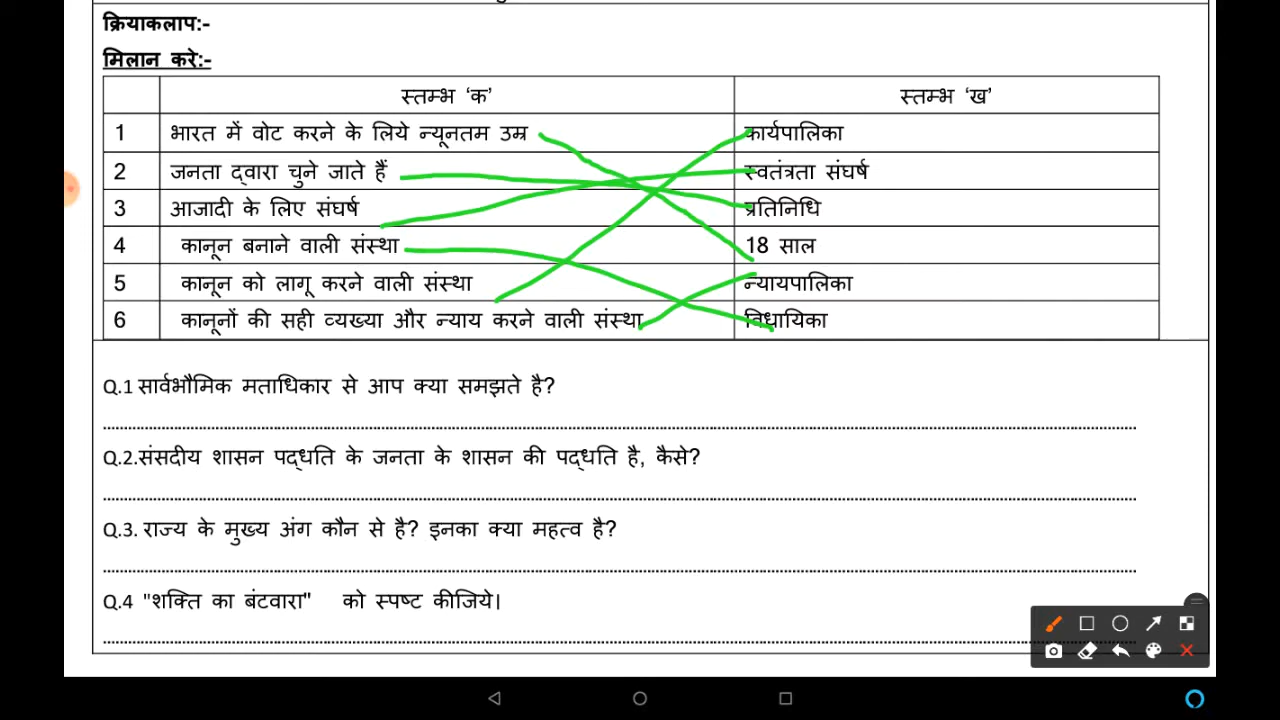 क्रियाकलाप:-
मिलान करे:-
स्तम्भ ‘क’ स्तम्भ ‘ख’
1 भारत में वोट करने के लिये न्यूनतम उम्र कार्यपालिका
2 जनता द्वारा चुने जाते हैं स्वतंत्रता संघर्ष
3 आजादी के लिए संघर्ष प्रतिनिधि
4 कानून बनाने वाली संस्था 18 साल
5 कानून को लागू करने वाली संस्था न्यायपालिका
6 कानूनों की सही व्यख्या और न्याय करने वाली संस्था विधायिका
Q.1 सार्वभौमिक मताधिकार से आप क्या समझते है?
Q.2.संसदीय शासन पद्धति के जनता के शासन की पद्धति है, कैसे?
Q.3. राज्य के मुख्य अंग कौन से है? इनका क्या महत्व है?
Q.4 "शक्ति का बंटवारा" को स्पष्ट कीजिये।